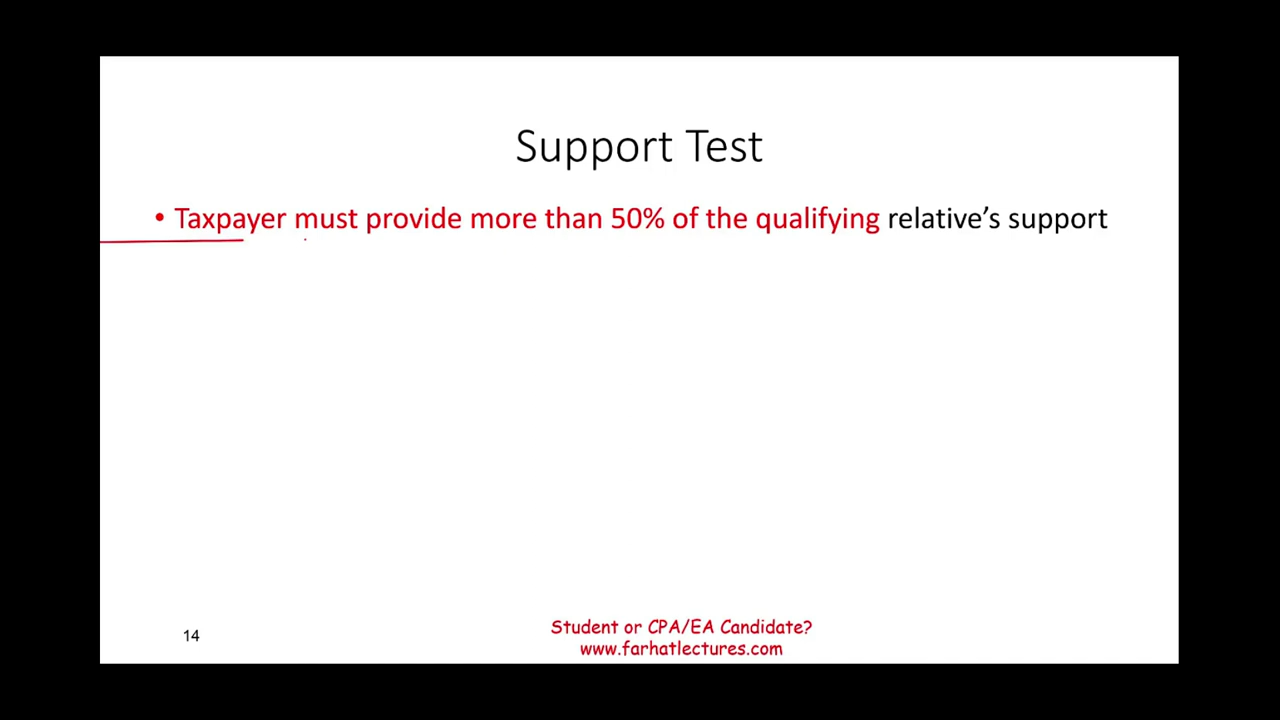 Support Test
• Taxpayer must provide more than 50% of the qualifying relative’s support
14
Student or CPA/EA Candidate?
www.farhatlectures.com